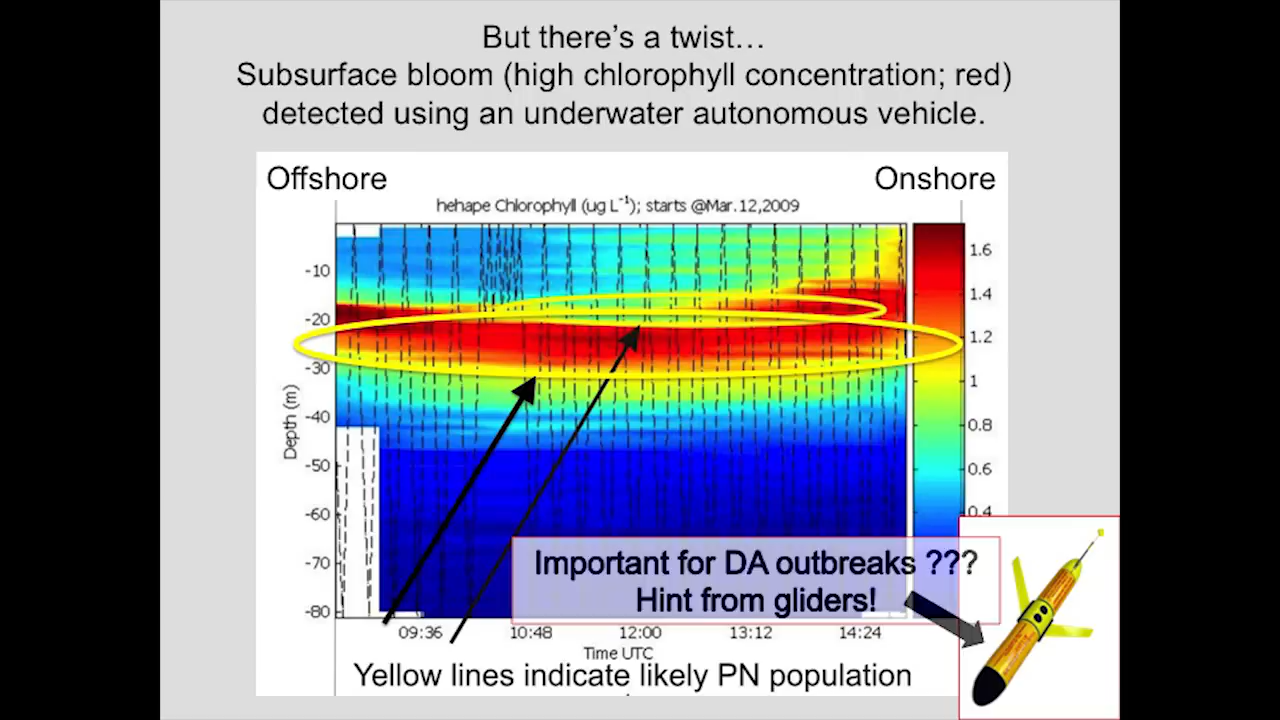 But there's a twist…
Subsurface bloom (high chlorophyll concentration; red)
detected using an underwater autonomous vehicle.
Offshore
Onshore
hehape Chlorophyll (ug L⁻¹); starts @Mar.12,2009
1.6
1.4
1.2
1
0.8
0.6
0.4
-10
-20
-30
-40
-50
-60
-70
-80
Depth (m)
09:36 10:48 12:00 13:12 14:24
Time UTC
Important for DA outbreaks ???
Hint from gliders!
Yellow lines indicate likely PN population